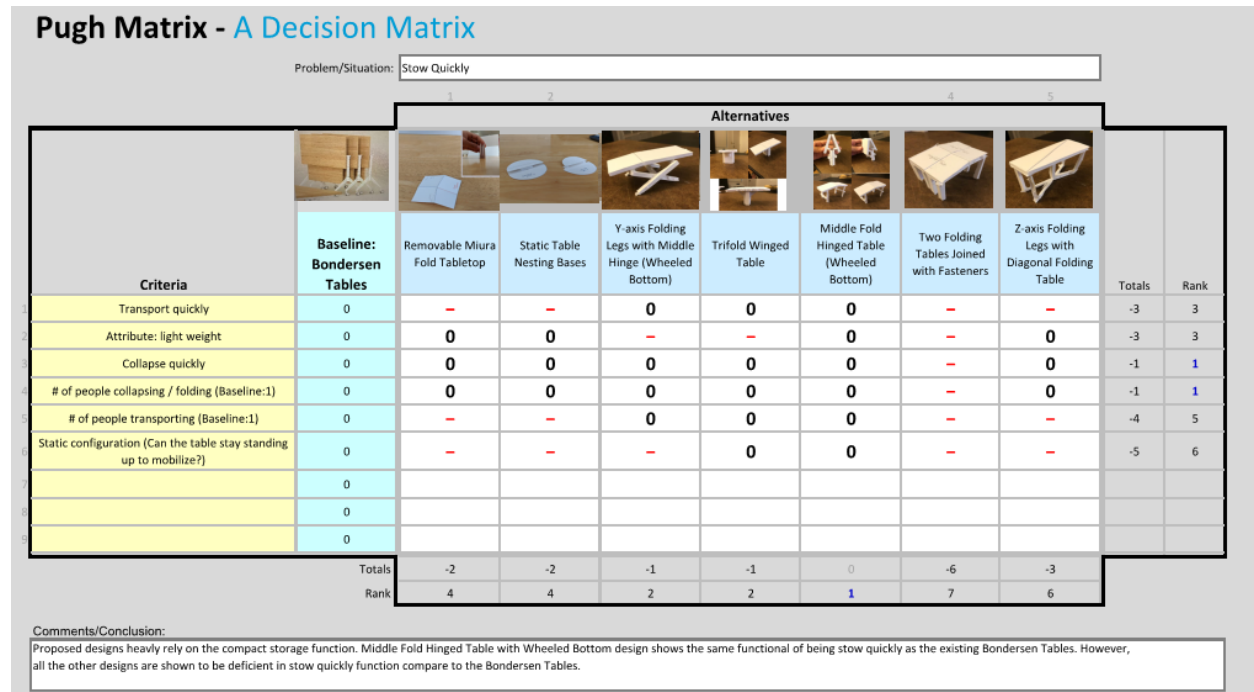 Pugh Matrix - A Decision Matrix
Problem/Situation: Stow Quickly
1 2 4 5
Alternatives
Criteria
Baseline:
Bondersen
Tables
Removable Miura
Fold Tabletop
Static Table
Nesting Bases
Y-axis Folding
Legs with Middle
Hinge (Wheeled
Bottom)
Trifold Winged
Table
Middle Fold
Hinged Table
(Wheeled
Bottom)
Two Folding
Tables Joined
with Fasteners
Z-axis Folding
Legs with
Diagonal Folding
Table
Totals
Rank
1 Transport quickly 0 – – 0 0 0 – – -3 3
2 Attribute: light weight 0 0 0 – – 0 – 0 -3 3
3 Collapse quickly 0 0 0 0 0 0 – 0 -1 1
4 # of people collapsing / folding (Baseline:1) 0 0 0 0 0 0 – 0 -1 1
5 # of people transporting (Baseline:1) 0 – – 0 0 0 – – -4 5
6 Static configuration (Can the table stay standing
up to mobilize?) 0 – – – 0 0 – – -5 6
7 0
8 0
9 0
Totals -2 -2 -1 -1 0 -6 -3
Rank 4 4 2 2 1 7 6
Comments/Conclusion:
Proposed designs heavily rely on the compact storage function. Middle Fold Hinged Table with Wheeled Bottom design shows the same functional of being stow quickly as the existing Bondersen Tables. However,
all the other designs are shown to be deficient in stow quickly function compare to the Bondersen Tables.